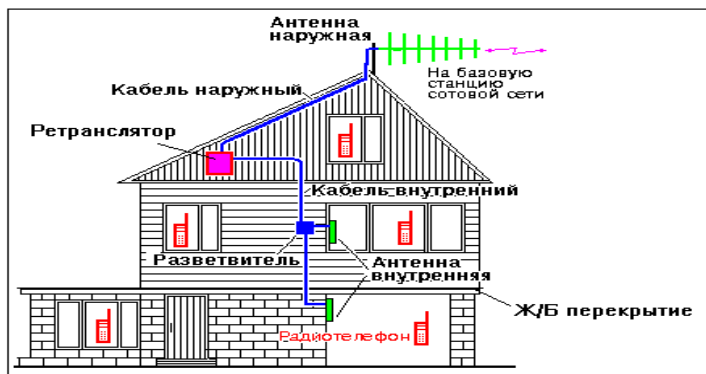 Антенна
наружная
На базовую
станцию
сотовой сети
Кабель наружный
Ретранслятор
Кабель внутренний
Разветвитель
Антенна
внутренняя
Ж/Б перекрытие
Радиотелефон